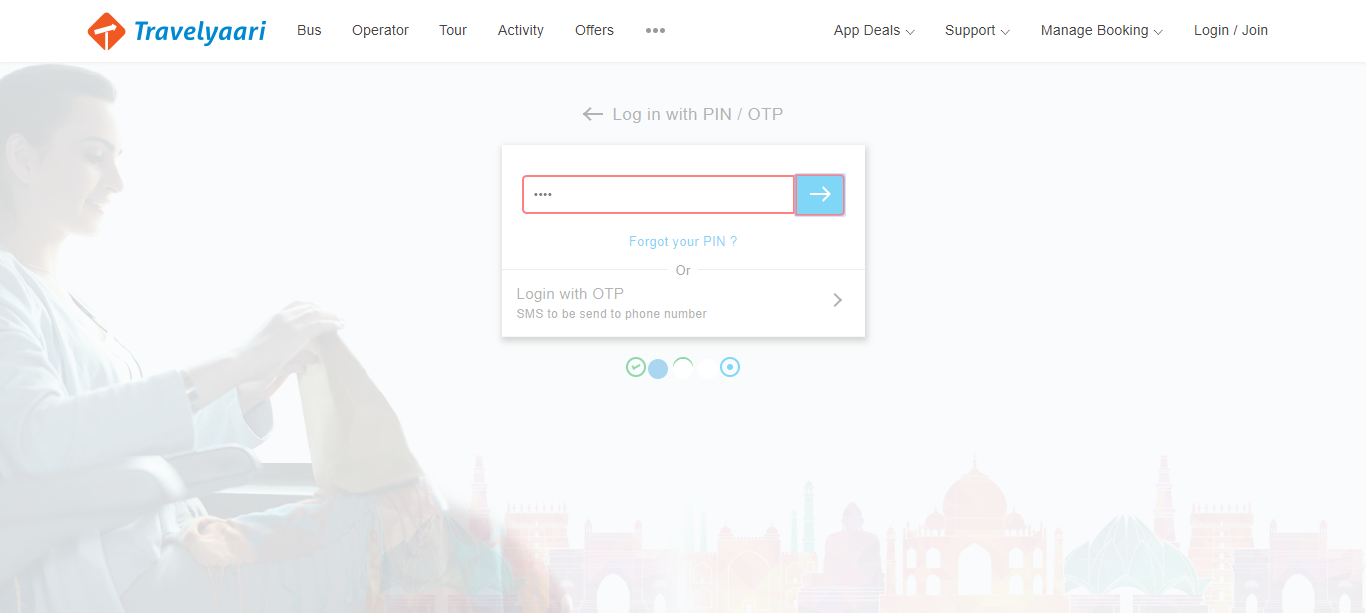 Travelyaari Bus Operator Tour Activity Offers ••• App Deals Support Manage Booking Login / Join
Log in with PIN / OTP
••••
Forgot your PIN ?
Or
Login with OTP
SMS to be send to phone number